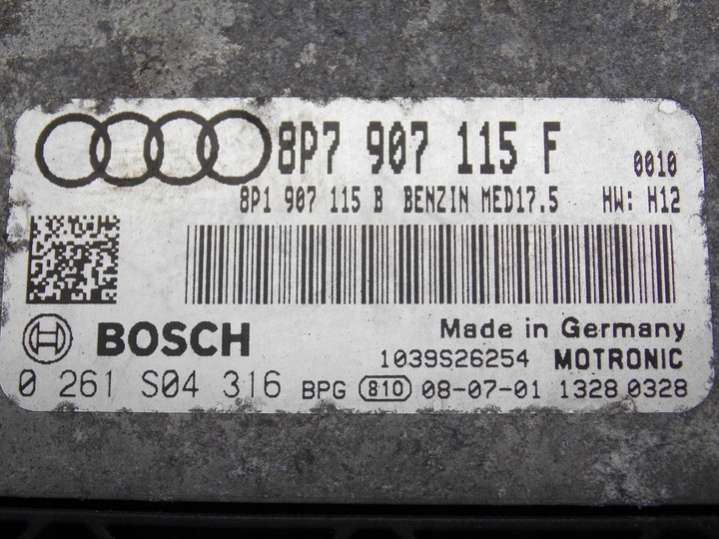 8P7 907 115 F 0010
8P1 907 115 B BENZIN MED17.5 HW: H12
BOSCH Made in Germany
1039S26254 MOTRONIC
0 261 S04 316 BPG 810 08-07-01 1328 0328